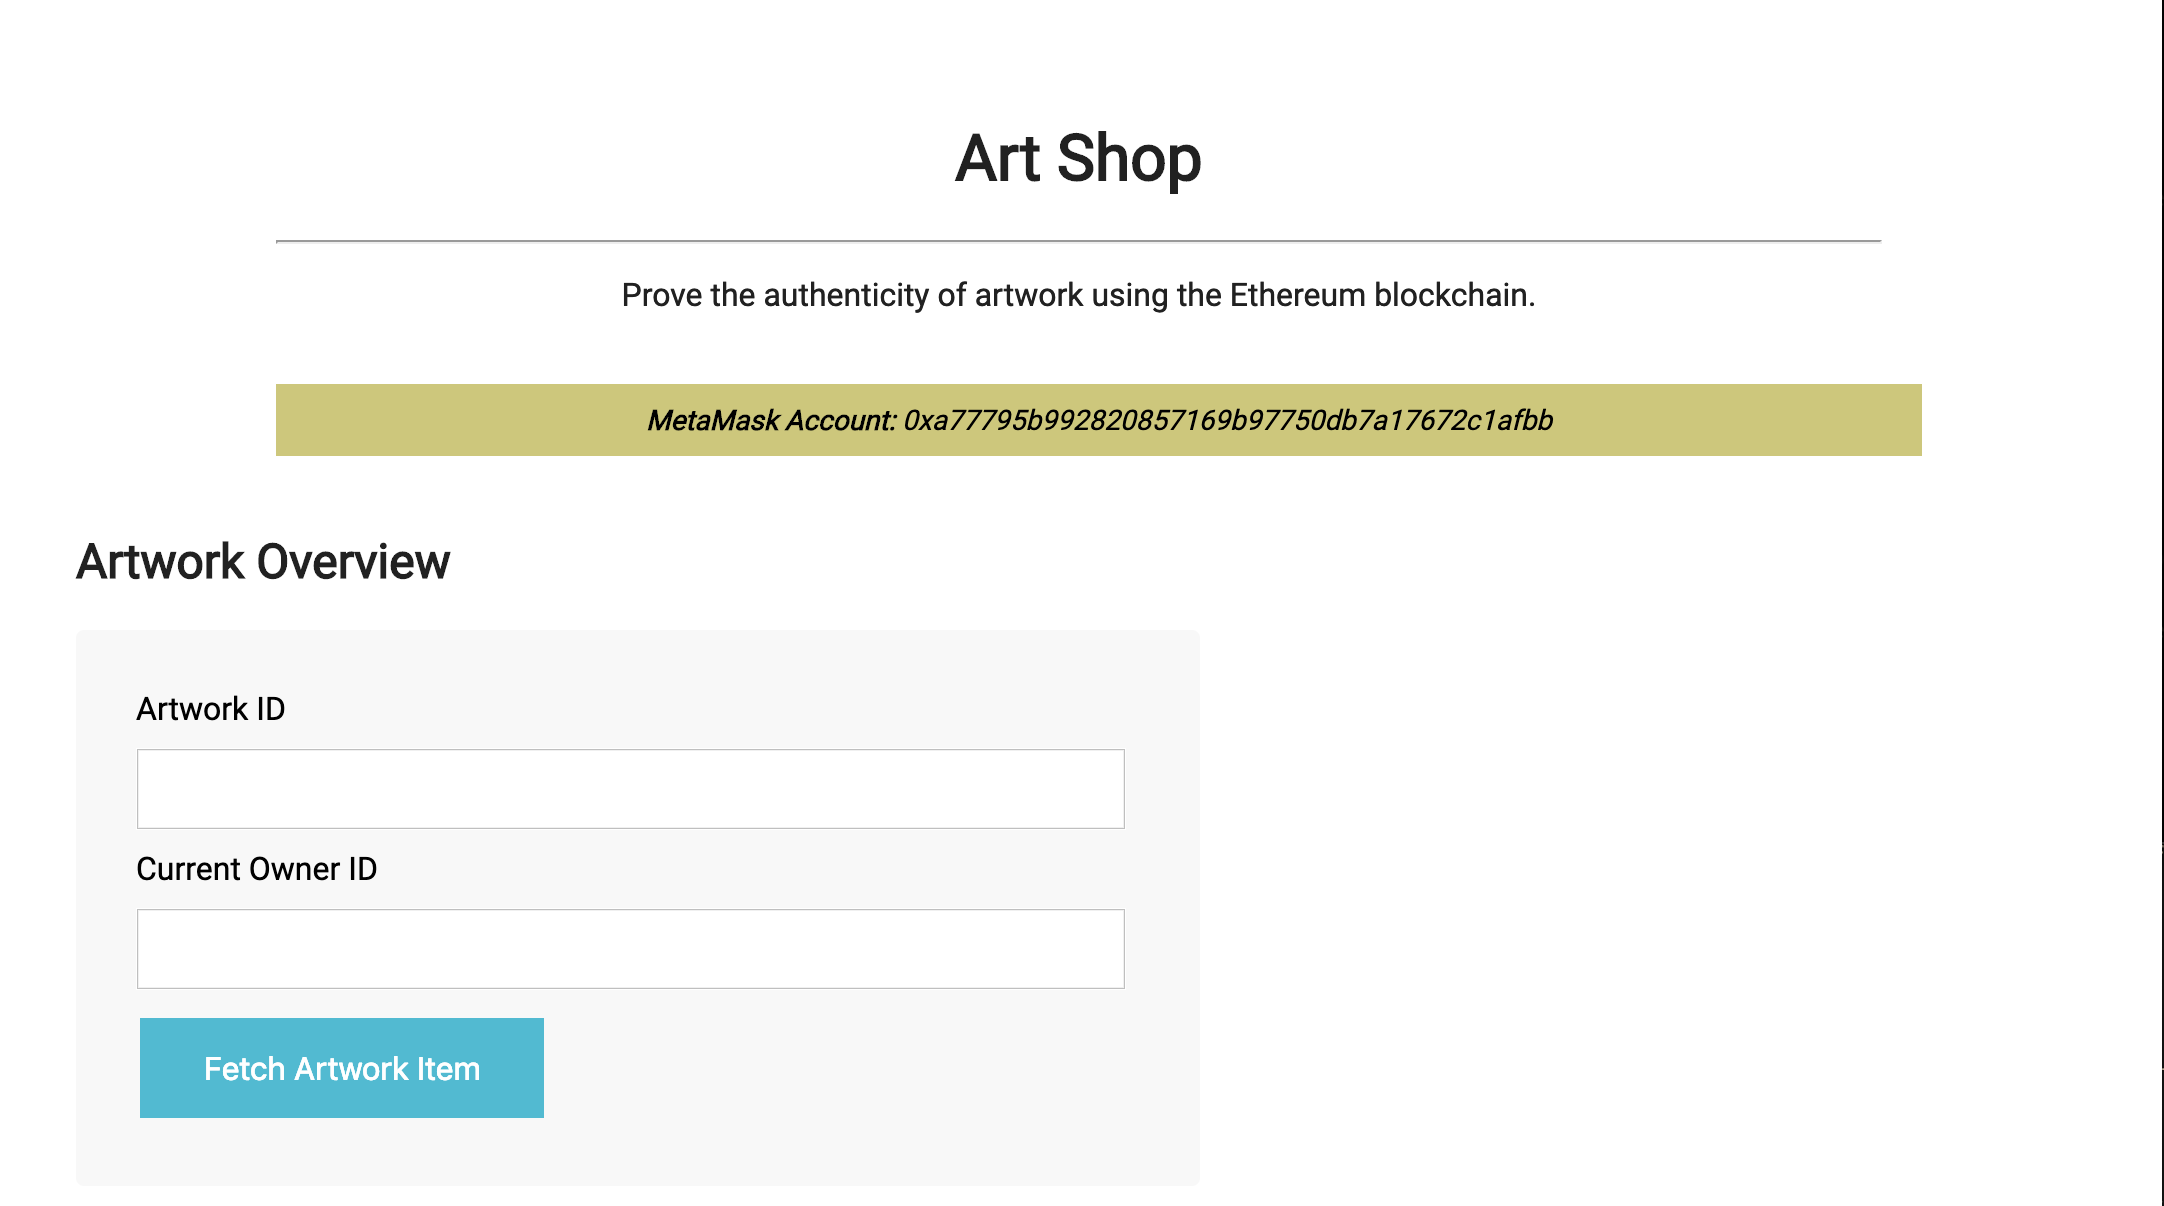 Art Shop
Prove the authenticity of artwork using the Ethereum blockchain.
MetaMask Account: 0xa77795b992820857169b97750db7a17672c1afbb
Artwork Overview
Artwork ID
Current Owner ID
Fetch Artwork Item